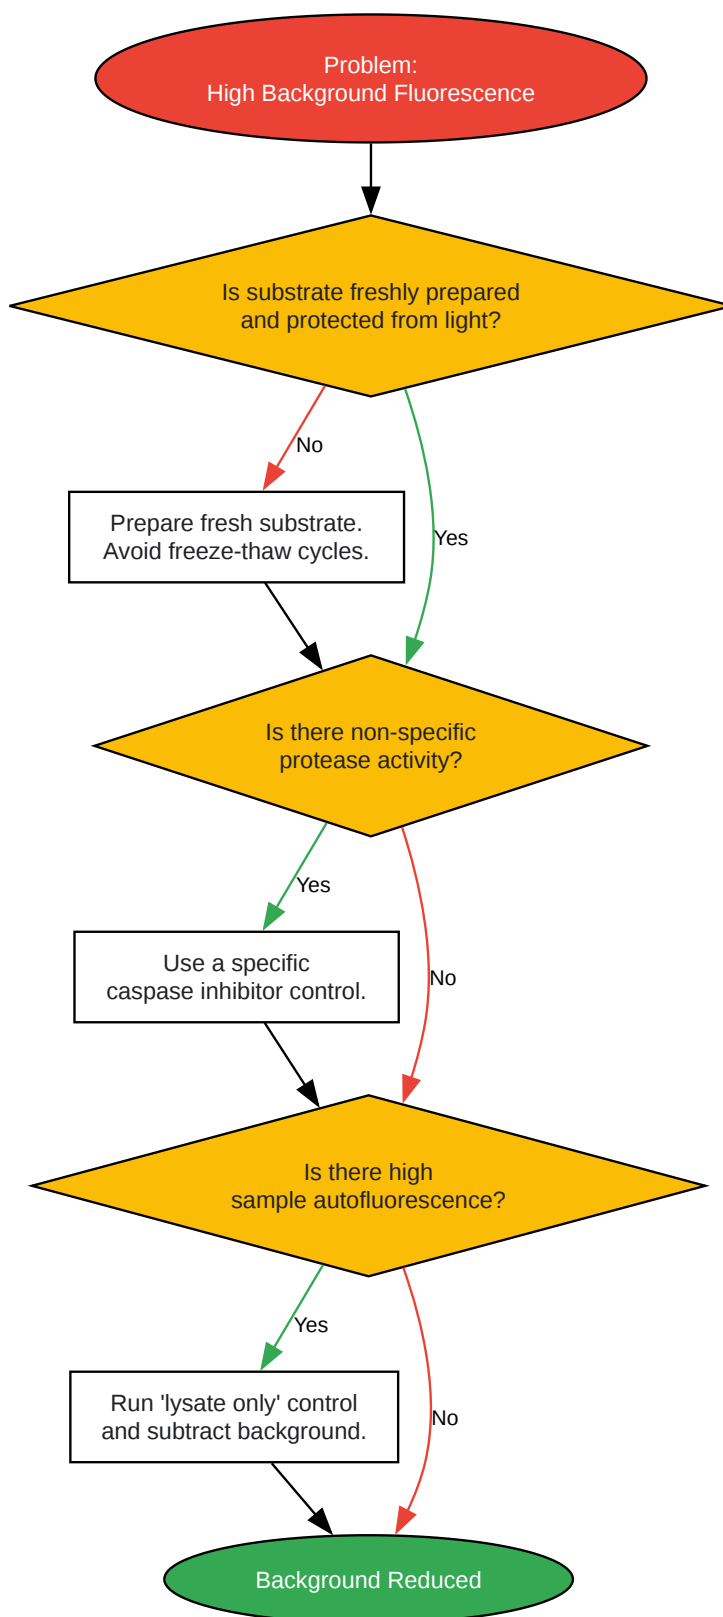 Problem:
High Background Fluorescence
Is substrate freshly prepared
and protected from light?
No
Prepare fresh substrate.
Avoid freeze-thaw cycles.
Yes
Is there non-specific
protease activity?
Yes
Use a specific
caspase inhibitor control.
No
Is there high
sample autofluorescence?
Yes
Run 'lysate only' control
and subtract background.
No
Background Reduced